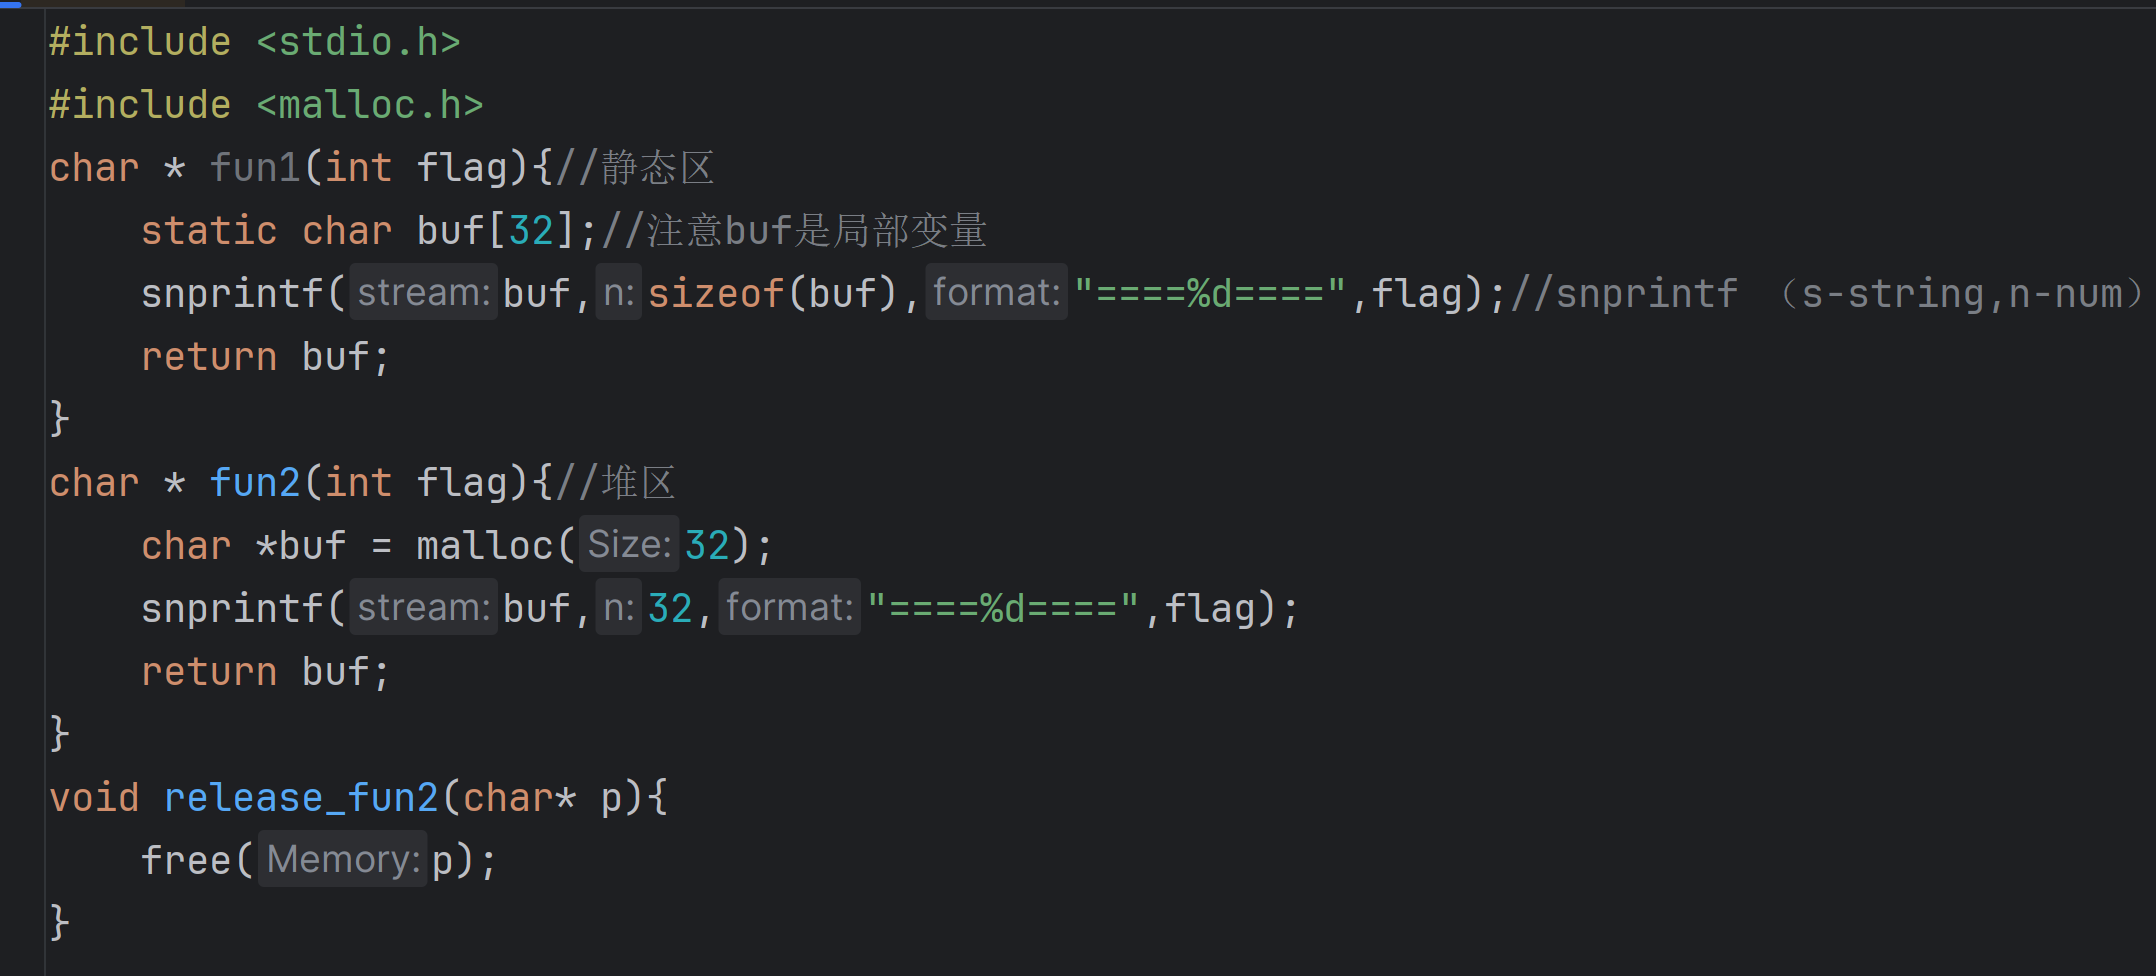 #include <stdio.h>
#include <malloc.h>
char * fun1(int flag){//静态区
    static char buf[32];//注意buf是局部变量
    snprintf(stream:buf,n:sizeof(buf),format:"====%d====",flag);//snprintf （s-string,n-num）
    return buf;
}
char * fun2(int flag){//堆区
    char *buf = malloc(Size:32);
    snprintf(stream:buf,n:32,format:"====%d====",flag);
    return buf;
}
void release_fun2(char* p){
    free(Memory:p);
}